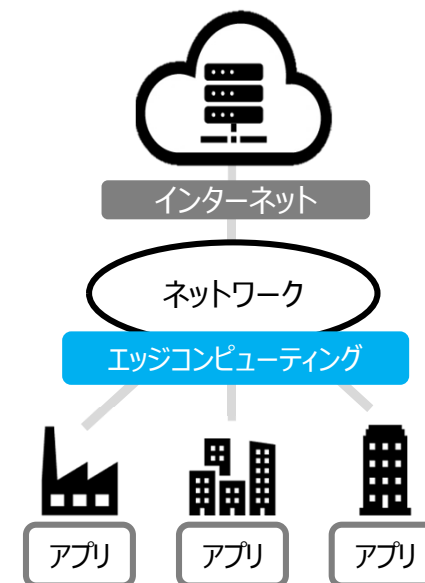 インターネット
ネットワーク
エッジコンピューティング
アプリ
アプリ
アプリ